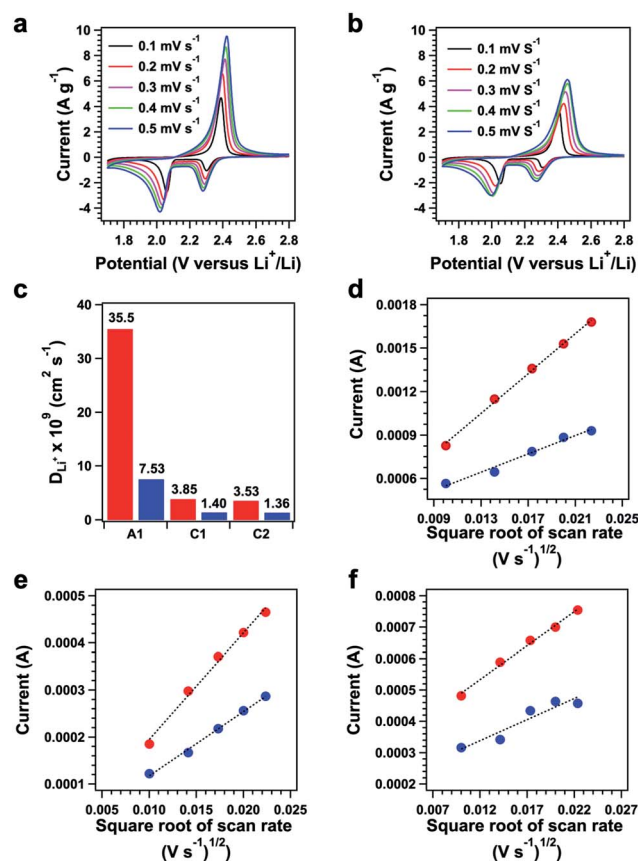 a
10
8
6
4
2
0
-2
-4
Current (A g⁻¹)
0.1 mV s⁻¹
0.2 mV s⁻¹
0.3 mV s⁻¹
0.4 mV s⁻¹
0.5 mV s⁻¹
1.8 2.0 2.2 2.4 2.6 2.8
Potential (V versus Li⁺/Li)
b
10
8
6
4
2
0
-2
-4
Current (A g⁻¹)
0.1 mV S⁻¹
0.2 mV S⁻¹
0.3 mV S⁻¹
0.4 mV S⁻¹
0.5 mV S⁻¹
1.8 2.0 2.2 2.4 2.6 2.8
Potential (V versus Li⁺/Li)
c
40
30
20
10
0
D Li⁺ x 10⁹ (cm² s⁻¹)
35.5
7.53
3.85
1.40
3.53
1.36
A1 C1 C2
d
0.0018
0.0015
0.0012
0.0009
0.0006
Current (A)
0.009 0.013 0.017 0.021 0.025
Square root of scan rate
(V s⁻¹)¹/²
e
0.0005
0.0004
0.0003
0.0002
0.0001
Current (A)
0.005 0.010 0.015 0.020 0.025
Square root of scan rate
(V s⁻¹)¹/²
f
0.0008
0.0007
0.0006
0.0005
0.0004
0.0003
0.0002
Current (A)
0.007 0.012 0.017 0.022 0.027
Square root of scan rate
(V s⁻¹)¹/²